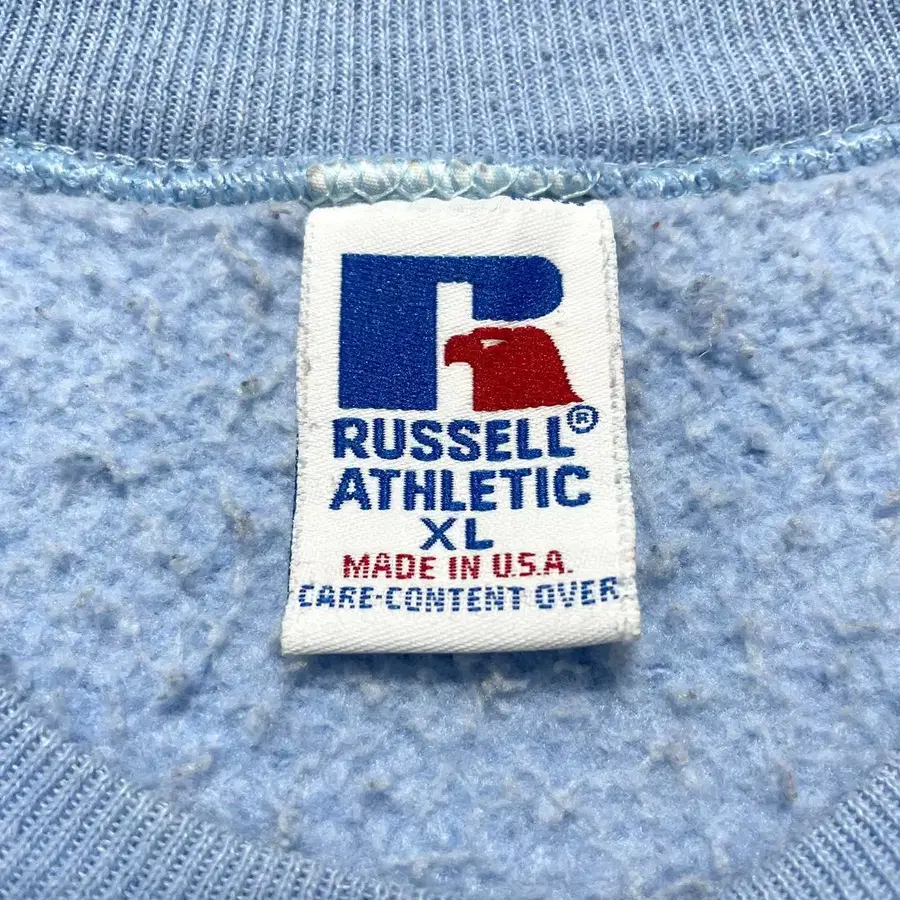 R
RUSSELL®
ATHLETIC
XL
MADE IN U.S.A.
CARE-CONTENT OVER